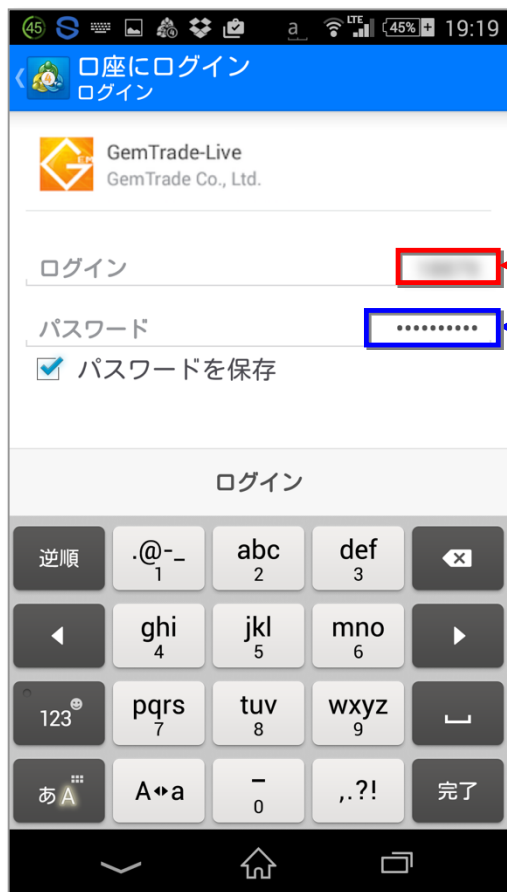 45
a
LTE
45%
19:19
口座にログイン
ログイン
GEM
GemTrade-Live
GemTrade Co., Ltd.
ログイン
パスワード
••••••••••
パスワードを保存
ログイン
逆順 .@-_ abc def
1 2 3
ghi jkl mno
4 5 6
123 pqrs tuv wxyz
7 8 9
あA A⇔a – ,.?! 完了
0